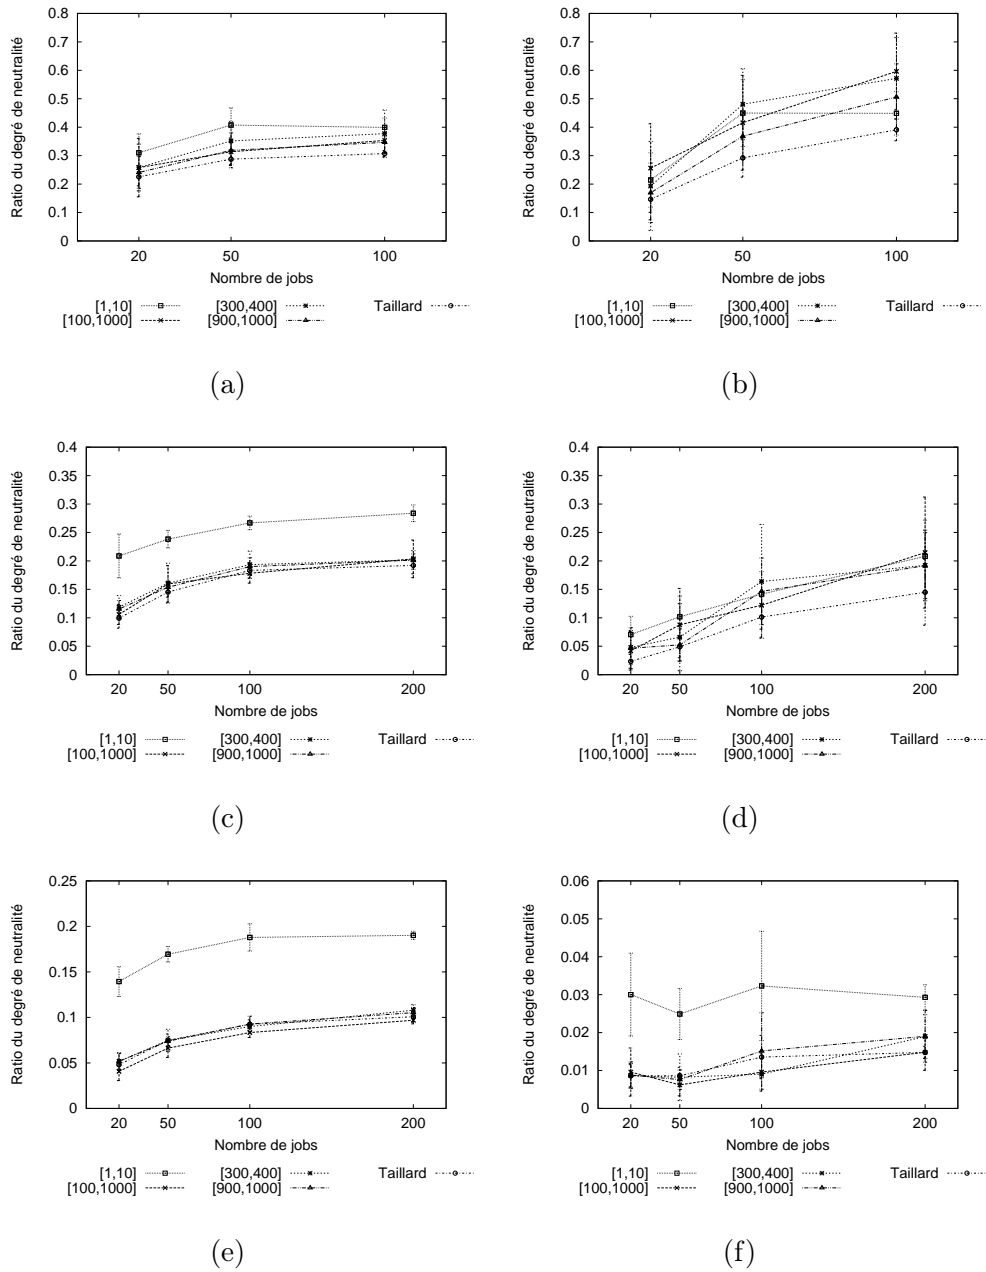 0.8
0.7
0.6
0.5
0.4
0.3
0.2
0.1
0
Ratio du degré de neutralité
20 50 100
Nombre de jobs
[1,10] [300,400] Taillard
[100,1000] [900,1000]
(a)
0.8
0.7
0.6
0.5
0.4
0.3
0.2
0.1
0
Ratio du degré de neutralité
20 50 100
Nombre de jobs
[1,10] [300,400] Taillard
[100,1000] [900,1000]
(b)
0.4
0.35
0.3
0.25
0.2
0.15
0.1
0.05
0
Ratio du degré de neutralité
20 50 100 200
Nombre de jobs
[1,10] [300,400] Taillard
[100,1000] [900,1000]
(c)
0.4
0.35
0.3
0.25
0.2
0.15
0.1
0.05
0
Ratio du degré de neutralité
20 50 100 200
Nombre de jobs
[1,10] [300,400] Taillard
[100,1000] [900,1000]
(d)
0.25
0.2
0.15
0.1
0.05
0
Ratio du degré de neutralité
20 50 100 200
Nombre de jobs
[1,10] [300,400] Taillard
[100,1000] [900,1000]
(e)
0.06
0.05
0.04
0.03
0.02
0.01
0
Ratio du degré de neutralité
20 50 100 200
Nombre de jobs
[1,10] [300,400] Taillard
[100,1000] [900,1000]
(f)